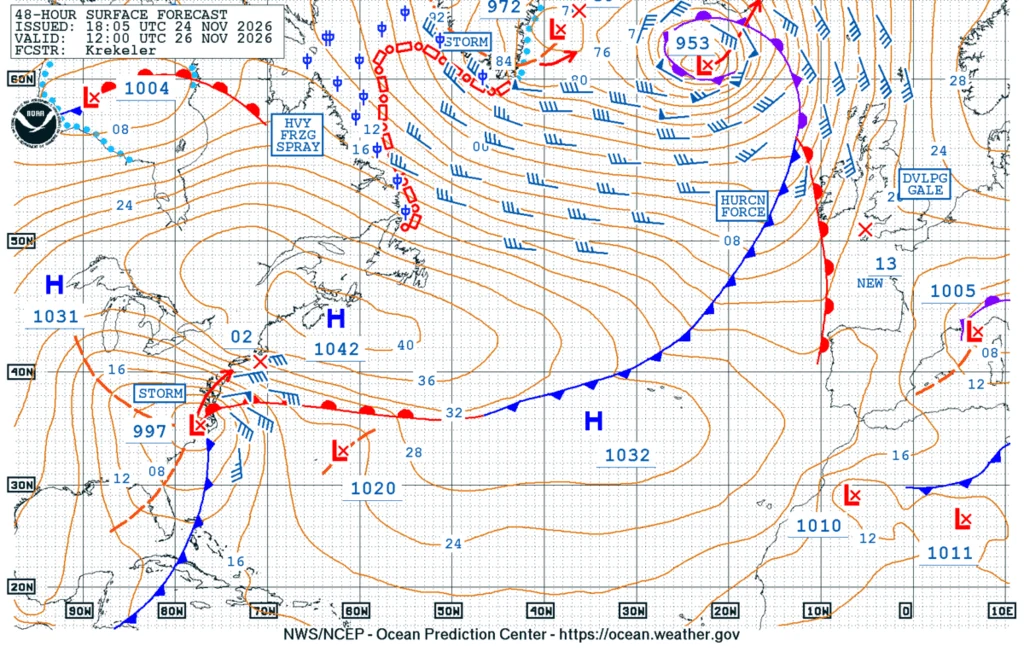 48-HOUR SURFACE FORECAST
ISSUED: 18:05 UTC 24 NOV 2026
VALID: 12:00 UTC 26 NOV 2026
FCSTR: Krekeler
972
92
STORM
76
84
80
953
28
60N
1004
NOAA
08
HVY
FRZG
SPRAY
12
16
00
24
DVLPG
GALE
24
HURCN
FORCE
50N
08
13
NEW
H
1031
H
1042
02
40
1005
08
12
40N
16
36
STORM
32
997
H
1032
28
08
12
1020
16
30N
1010
12
1011
24
16
20N
90W
80W
70W
60W
50W
40W
30W
20W
10W
0
10E
NWS/NCEP - Ocean Prediction Center - https://ocean.weather.gov